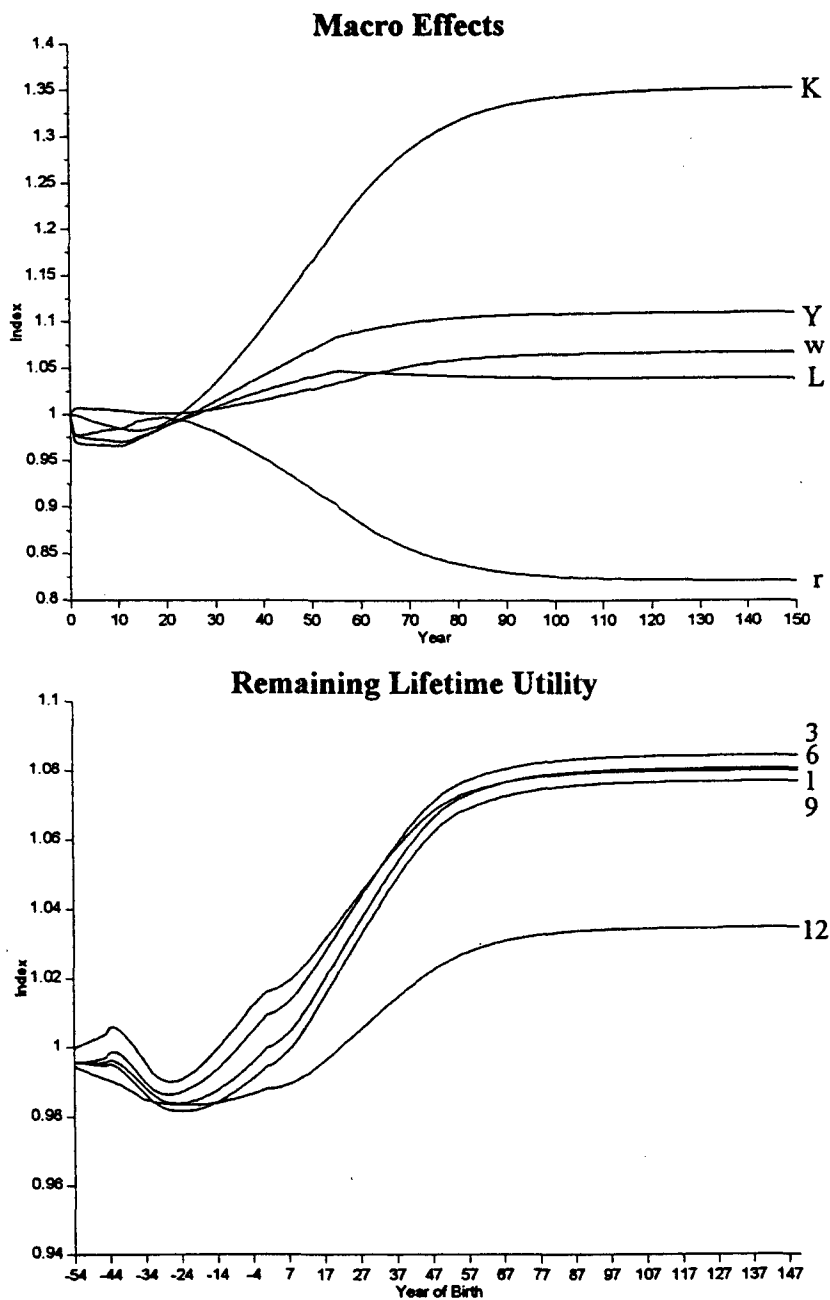 Macro Effects
1.4
1.35
1.3
1.25
1.2
1.15
1.1
1.05
1
0.95
0.9
0.85
0.8
Index
K
Y
w
L
r
0 10 20 30 40 50 60 70 80 90 100 110 120 130 140 150
Year
Remaining Lifetime Utility
1.1
1.08
1.06
1.04
1.02
1
0.98
0.96
0.94
Index
3
6
1
9
12
-54 -44 -34 -24 -14 -4 7 17 27 37 47 57 67 77 87 97 107 117 127 137 147
Year of Birth